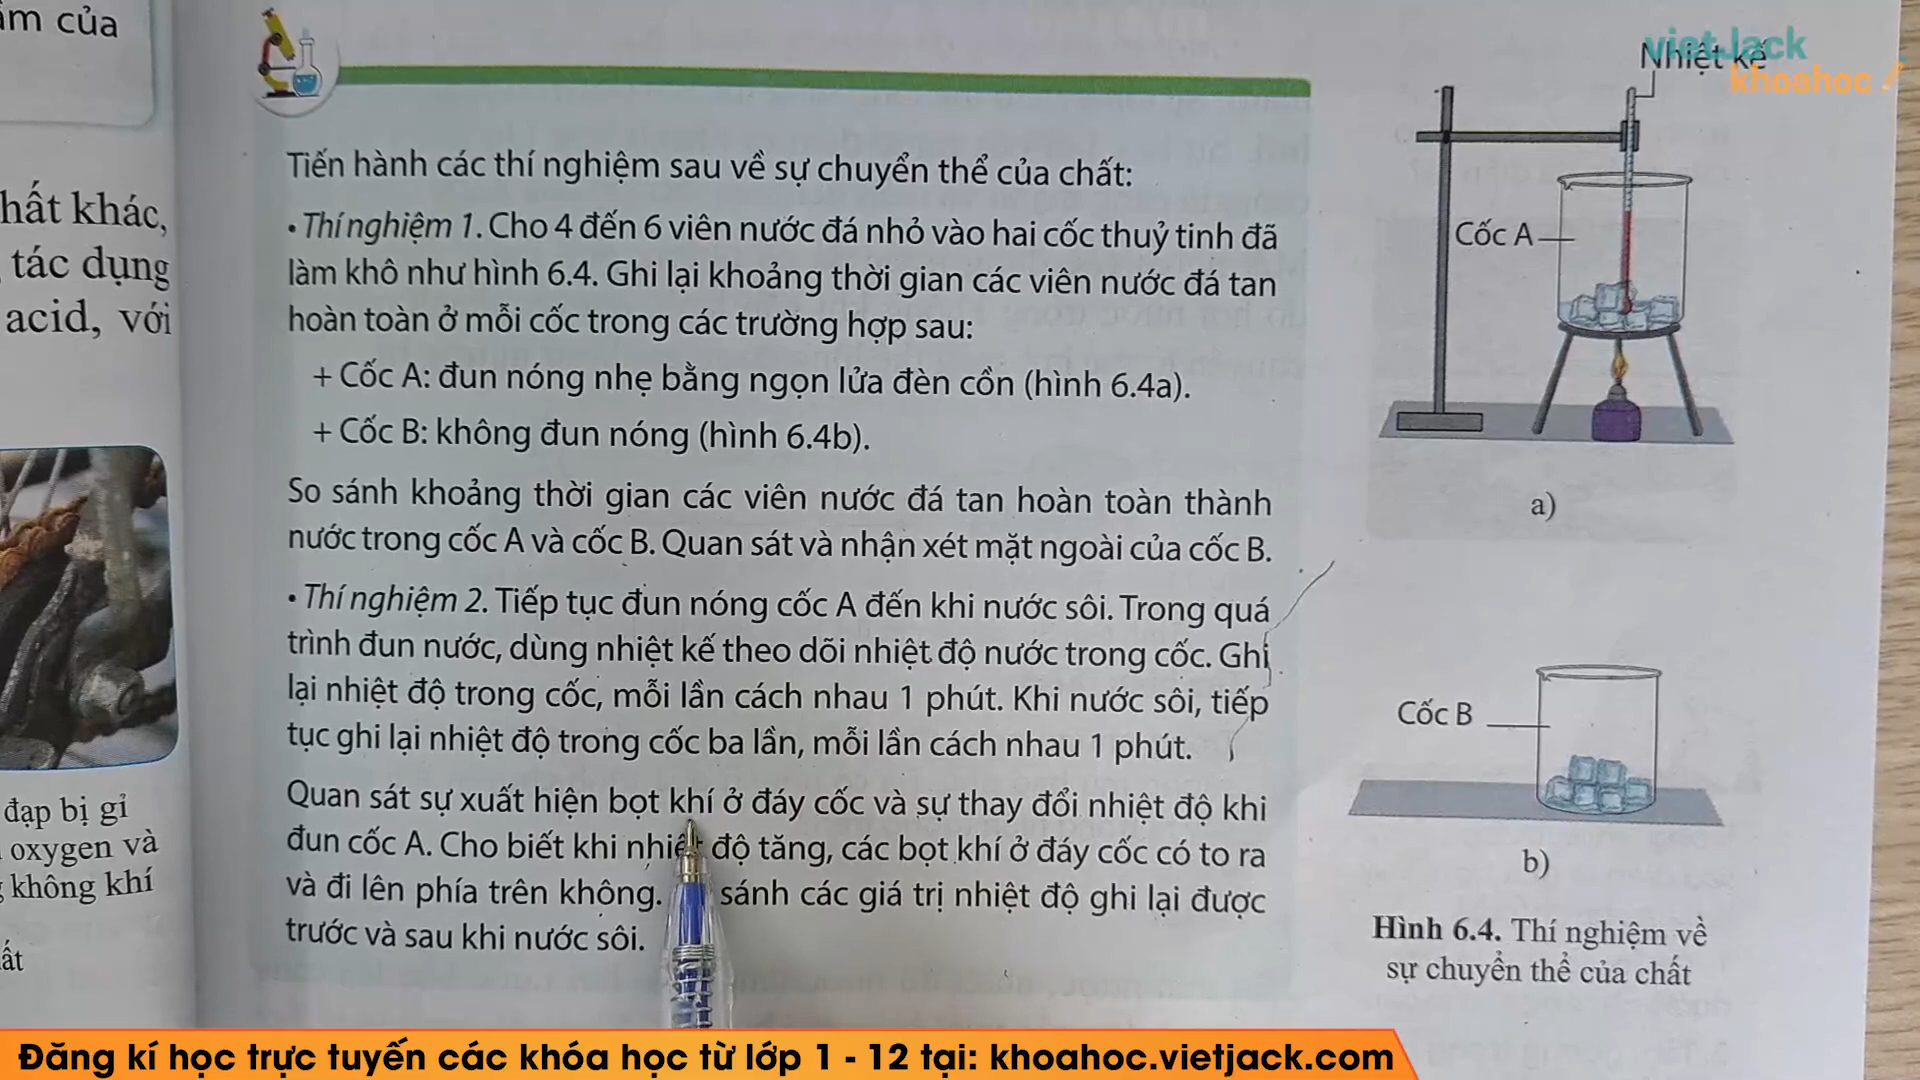 ấm của
hất khác,
tác dụng
acid, với
đạp bị gỉ
oxygen và
không khí
ất
Tiến hành các thí nghiệm sau về sự chuyển thể của chất:
• Thí nghiệm 1. Cho 4 đến 6 viên nước đá nhỏ vào hai cốc thuỷ tinh đã
làm khô như hình 6.4. Ghi lại khoảng thời gian các viên nước đá tan
hoàn toàn ở mỗi cốc trong các trường hợp sau:
+ Cốc A: đun nóng nhẹ bằng ngọn lửa đèn cồn (hình 6.4a).
+ Cốc B: không đun nóng (hình 6.4b).
So sánh khoảng thời gian các viên nước đá tan hoàn toàn thành
nước trong cốc A và cốc B. Quan sát và nhận xét mặt ngoài của cốc B.
• Thí nghiệm 2. Tiếp tục đun nóng cốc A đến khi nước sôi. Trong quá
trình đun nước, dùng nhiệt kế theo dõi nhiệt độ nước trong cốc. Ghi
lại nhiệt độ trong cốc, mỗi lần cách nhau 1 phút. Khi nước sôi, tiếp
tục ghi lại nhiệt độ trong cốc ba lần, mỗi lần cách nhau 1 phút.
Quan sát sự xuất hiện bọt khí ở đáy cốc và sự thay đổi nhiệt độ khi
đun cốc A. Cho biết khi nhiệt độ tăng, các bọt khí ở đáy cốc có to ra
và đi lên phía trên không. sánh các giá trị nhiệt độ ghi lại được
trước và sau khi nước sôi.
Nhiệt kế
vietJack
khoahoc
Cốc A
a)
Cốc B
b)
Hình 6.4. Thí nghiệm về
sự chuyển thể của chất
Đăng kí học trực tuyến các khóa học từ lớp 1 - 12 tại: khoahoc.vietjack.com